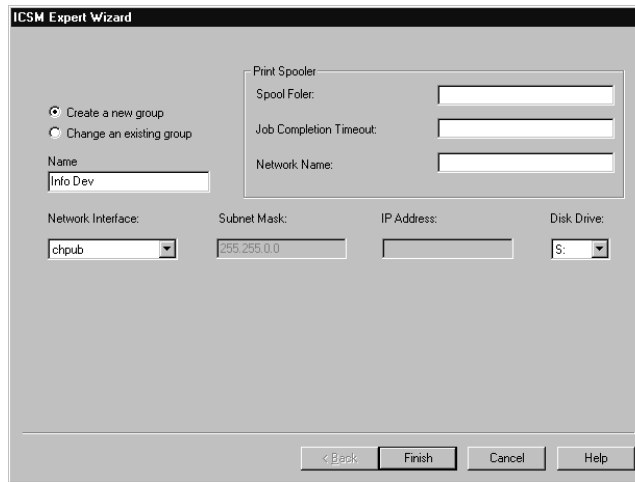 ICSM Expert Wizard
Print Spooler
Spool Foler:
Create a new group
Job Completion Timeout:
Change an existing group
Name
Network Name:
Info Dev
Network Interface: Subnet Mask: IP Address: Disk Drive:
chpub 255.255.0.0 S:
< Back Finish Cancel Help